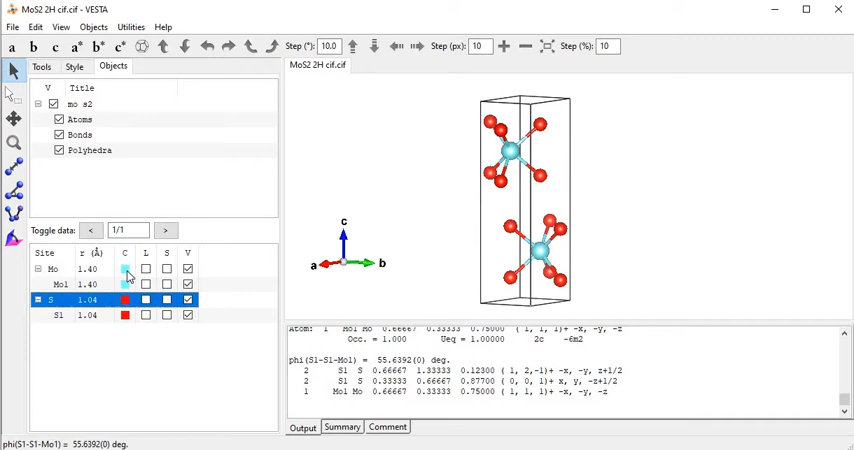 MoS2 2H cif.cif - VESTA
File Edit View Objects Utilities Help
a b c a* b* c* Step (°): 10.0 Step (px): 10 Step (%): 10
Tools Style Objects
MoS2 2H cif.cif
V Title
mo s2
Atoms
Bonds
Polyhedra
Toggle data: < 1/1 >
Site r (Å) C L S V
Mo 1.40
Mo1 1.40
S 1.04
S1 1.04
c
a b
Atom: 1 Mo1 Mo 0.66667 0.33333 0.75000 ( 1, 1, 1)+ -x, -y, -z
Occ. = 1.000 Ueq = 1.00000 2c -6m2
phi(S1-S1-Mo1) = 55.6392(0) deg.
2 S1 S 0.66667 1.33333 0.12300 ( 1, 2,-1)+ -x, -y, z+1/2
2 S1 S 0.33333 0.66667 0.87700 ( 0, 0, 1)+ x, y, -z+1/2
1 Mo1 Mo 0.66667 0.33333 0.75000 ( 1, 1, 1)+ -x, -y, -z
Output Summary Comment
phi(S1-S1-Mo1) = 55.6392(0) deg.